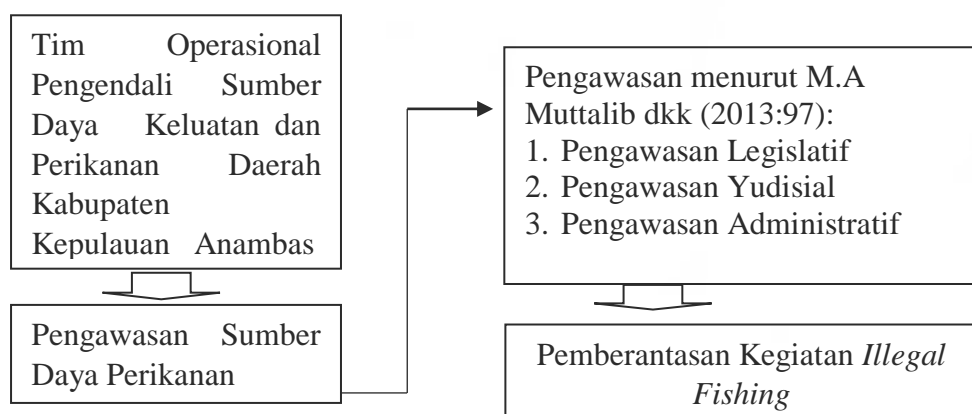 Tim Operasional
Pengendali Sumber
Daya Keluatan dan
Perikanan Daerah
Kabupaten
Kepulauan Anambas
Pengawasan Sumber
Daya Perikanan
Pengawasan menurut M.A
Muttalib dkk (2013:97):
1. Pengawasan Legislatif
2. Pengawasan Yudisial
3. Pengawasan Administratif
Pemberantasan Kegiatan Illegal
Fishing